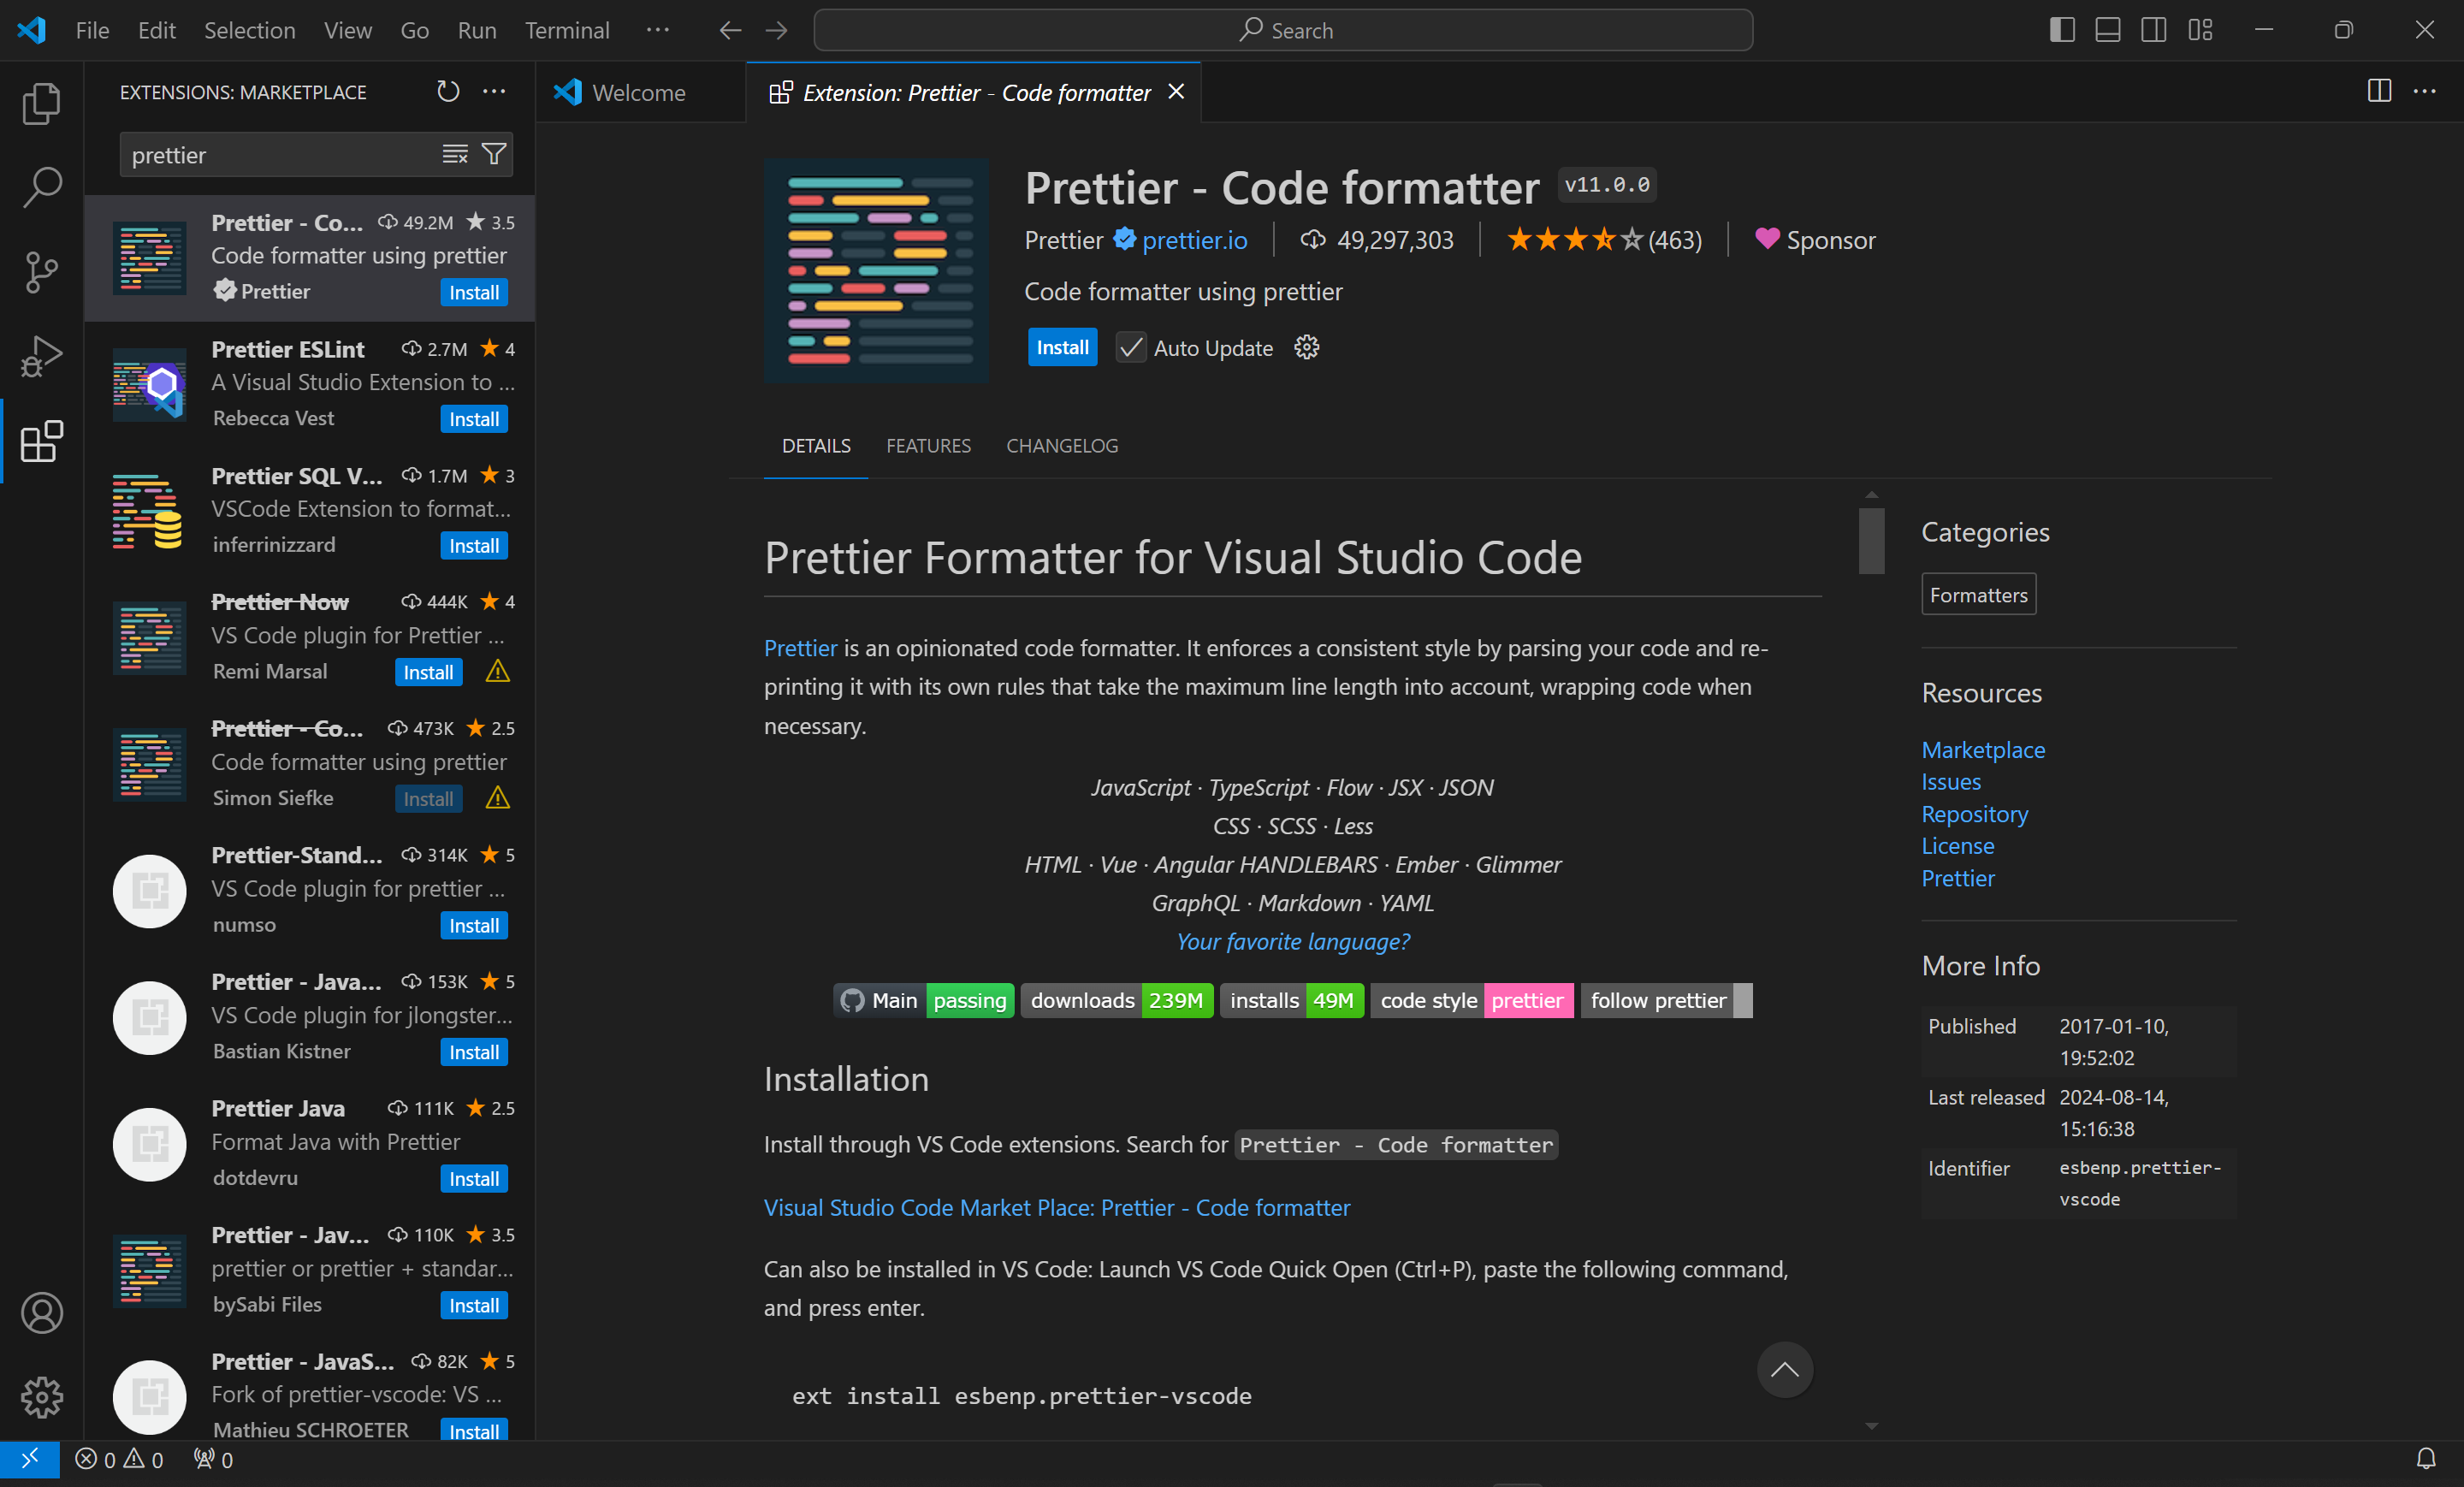 File Edit Selection View Go Run Terminal ···
Search
EXTENSIONS: MARKETPLACE
prettier
Prettier - Co... 49.2M ★ 3.5
Code formatter using prettier
Prettier Install
Prettier ESLint 2.7M ★ 4
A Visual Studio Extension to ...
Rebecca Vest Install
Prettier SQL V... 1.7M ★ 3
VSCode Extension to format...
inferrinizzard Install
Prettier Now 444K ★ 4
VS Code plugin for Prettier ...
Remi Marsal Install
Prettier - Co... 473K ★ 2.5
Code formatter using prettier
Simon Siefke Install
Prettier-Stand... 314K ★ 5
VS Code plugin for prettier ...
numso Install
Prettier - Java... 153K ★ 5
VS Code plugin for jlongster...
Bastian Kistner Install
Prettier Java 111K ★ 2.5
Format Java with Prettier
dotdevru Install
Prettier - Jav... 110K ★ 3.5
prettier or prettier + standar...
bySabi Files Install
Prettier - JavaS... 82K ★ 5
Fork of prettier-vscode: VS ...
Mathieu SCHROETER Install
Welcome
Extension: Prettier - Code formatter
Prettier - Code formatter v11.0.0
Prettier prettier.io 49,297,303 (463) Sponsor
Code formatter using prettier
Install Auto Update
DETAILS FEATURES CHANGELOG
Prettier Formatter for Visual Studio Code
Prettier is an opinionated code formatter. It enforces a consistent style by parsing your code and re-
printing it with its own rules that take the maximum line length into account, wrapping code when
necessary.
JavaScript · TypeScript · Flow · JSX · JSON
CSS · SCSS · Less
HTML · Vue · Angular HANDLEBARS · Ember · Glimmer
GraphQL · Markdown · YAML
Your favorite language?
Main passing downloads 239M installs 49M code style prettier follow prettier
Installation
Install through VS Code extensions. Search for Prettier - Code formatter
Visual Studio Code Market Place: Prettier - Code formatter
Can also be installed in VS Code: Launch VS Code Quick Open (Ctrl+P), paste the following command,
and press enter.
ext install esbenp.prettier-vscode
Categories
Formatters
Resources
Marketplace
Issues
Repository
License
Prettier
More Info
Published 2017-01-10,
19:52:02
Last released 2024-08-14,
15:16:38
Identifier esbenp.prettier-
vscode
0 0 0